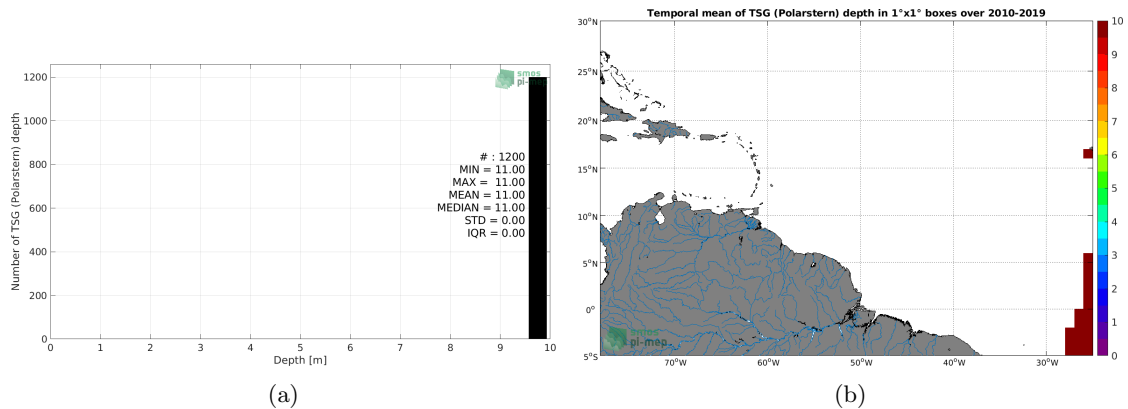 1200
1000
800
600
400
200
0
Number of TSG (Polarstern) depth
smos
pi-mep
# : 1200
MIN = 11.00
MAX = 11.00
MEAN = 11.00
MEDIAN = 11.00
STD = 0.00
IQR = 0.00
0 1 2 3 4 5 6 7 8 9 10
Depth [m]
(a)
Temporal mean of TSG (Polarstern) depth in 1°x1° boxes over 2010-2019
30°N
25°N
20°N
15°N
10°N
5°N
0°
5°S
smos
pi-mep
70°W 60°W 50°W 40°W 30°W
10
9
8
7
6
5
4
3
2
1
0
(b)